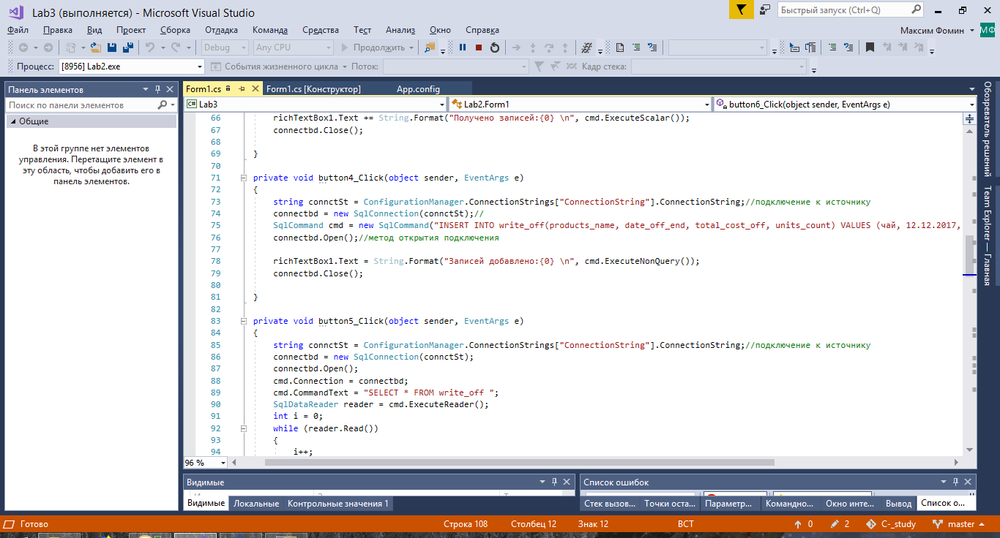 Lab3 (выполняется) - Microsoft Visual Studio
Быстрый запуск (Ctrl+Q)
Файл Правка Вид Проект Сборка Отладка Команда Средства Тест Анализ Окно Справка
Максим Фомин МФ
Debug Any CPU Продолжить
Процесс: [8956] Lab2.exe События жизненного цикла Поток: Кадр стека:
Панель элементов
Поиск по панели элементов
Общие
В этой группе нет элементов
управления. Перетащите элемент в
эту область, чтобы добавить его в
панель элементов.
Form1.cs Form1.cs [Конструктор] App.config
C# Lab3 Lab2.Form1 button6_Click(object sender, EventArgs e)
66 richTextBox1.Text += String.Format("Получено записей:{0} \n", cmd.ExecuteScalar());
67 connectbd.Close();
68
69 }
70
71 private void button4_Click(object sender, EventArgs e)
72 {
73 string connctSt = ConfigurationManager.ConnectionStrings["ConnectionString"].ConnectionString;//подключение к источнику
74 connectbd = new SqlConnection(connctSt);//
75 SqlCommand cmd = new SqlCommand("INSERT INTO write_off(products_name, date_off_end, total_cost_off, units_count) VALUES (чай, 12.12.2017,
76 connectbd.Open();//метод открытия подключения
77
78 richTextBox1.Text = String.Format("Записей добавлено:{0} \n", cmd.ExecuteNonQuery());
79 connectbd.Close();
80
81 }
82
83 private void button5_Click(object sender, EventArgs e)
84 {
85 string connctSt = ConfigurationManager.ConnectionStrings["ConnectionString"].ConnectionString;//подключение к источнику
86 connectbd = new SqlConnection(connctSt);
87 connectbd.Open();
88 cmd.Connection = connectbd;
89 cmd.CommandText = "SELECT * FROM write_off ";
90 SqlDataReader reader = cmd.ExecuteReader();
91 int i = 0;
92 while (reader.Read())
93 {
94 i++;
96 %
Обозреватель решений
Team Explorer — Главная
Видимые
Видимые Локальные Контрольные значения 1
Список ошибок
Стек вызов... Точки оста... Параметр... Командно... Окно инте... Вывод Список о...
Готово Строка 108 Столбец 12 Знак 12 ВСТ 0 2 C-_study master